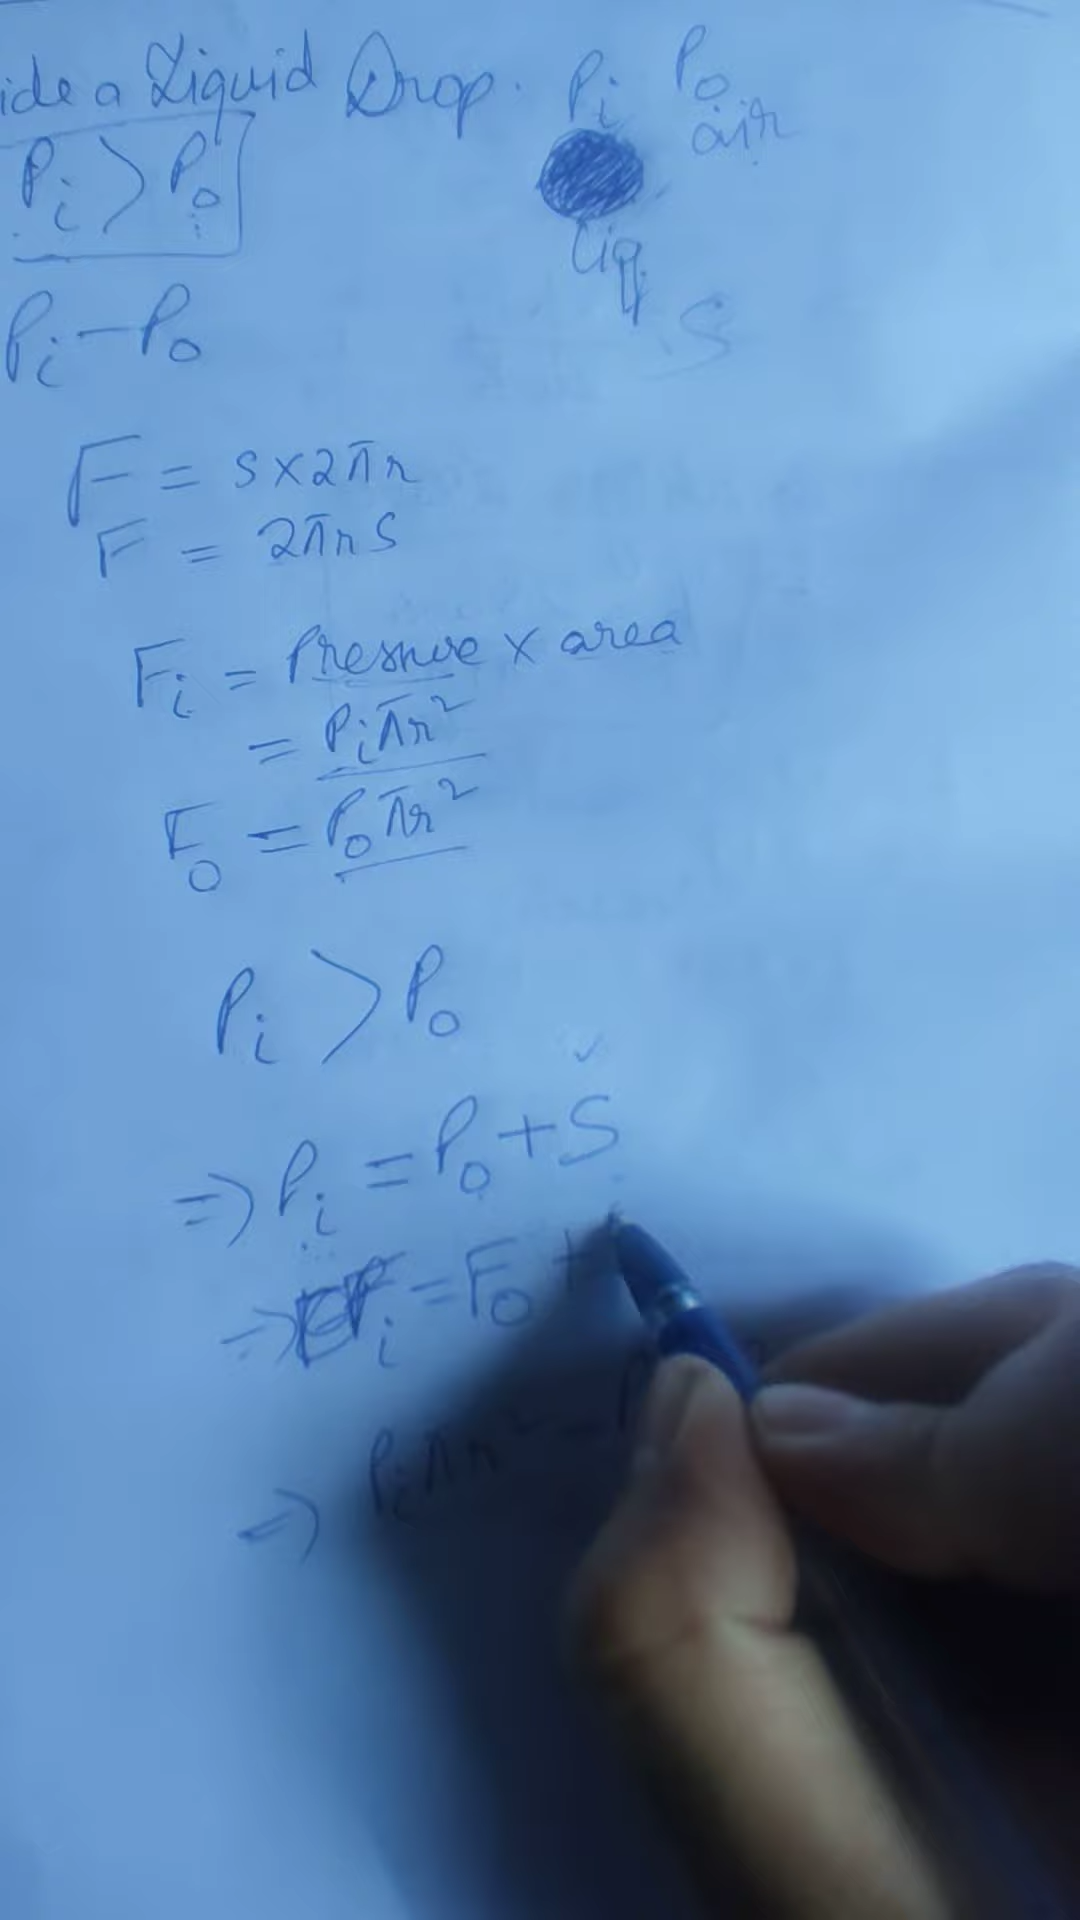 ide a Liquid Drop. Pi Po
air
Pi > Po
Liq.
Pi - Po S
F = S×2πr
F = 2πrS
Fi = Pressure × area
= Piπr²
Fo = Poπr²
Pi > Po
✓
=> Pi = Po + S
=> Fi = Fo +
=> Piπr² =